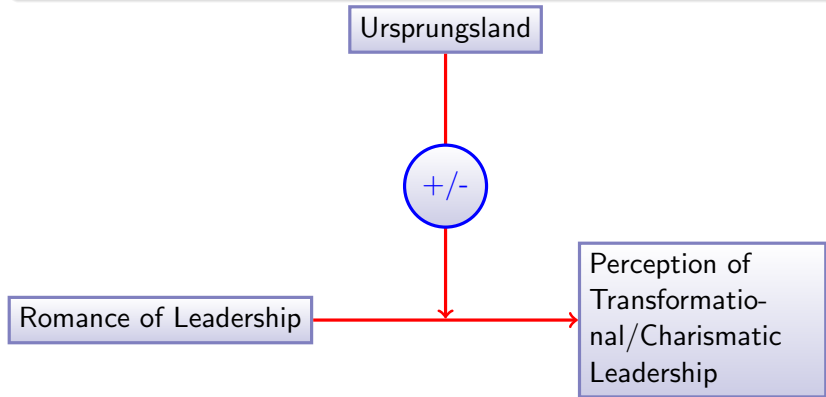 Ursprungsland
+/-
Romance of Leadership
Perception of
Transformatio-
nal/Charismatic
Leadership